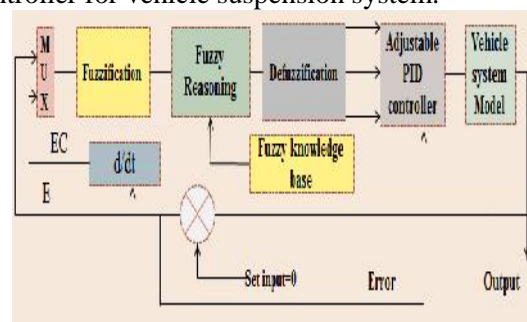 ntroller for vehicle suspension system.
M
U
X
Fuzzification
Fuzzy
Reasoning
Defuzzification
Adjustable
PID
controller
Vehicle
system
Model
EC
d/dt
Fuzzy knowledge
base
E
Set input=0
Error
Output